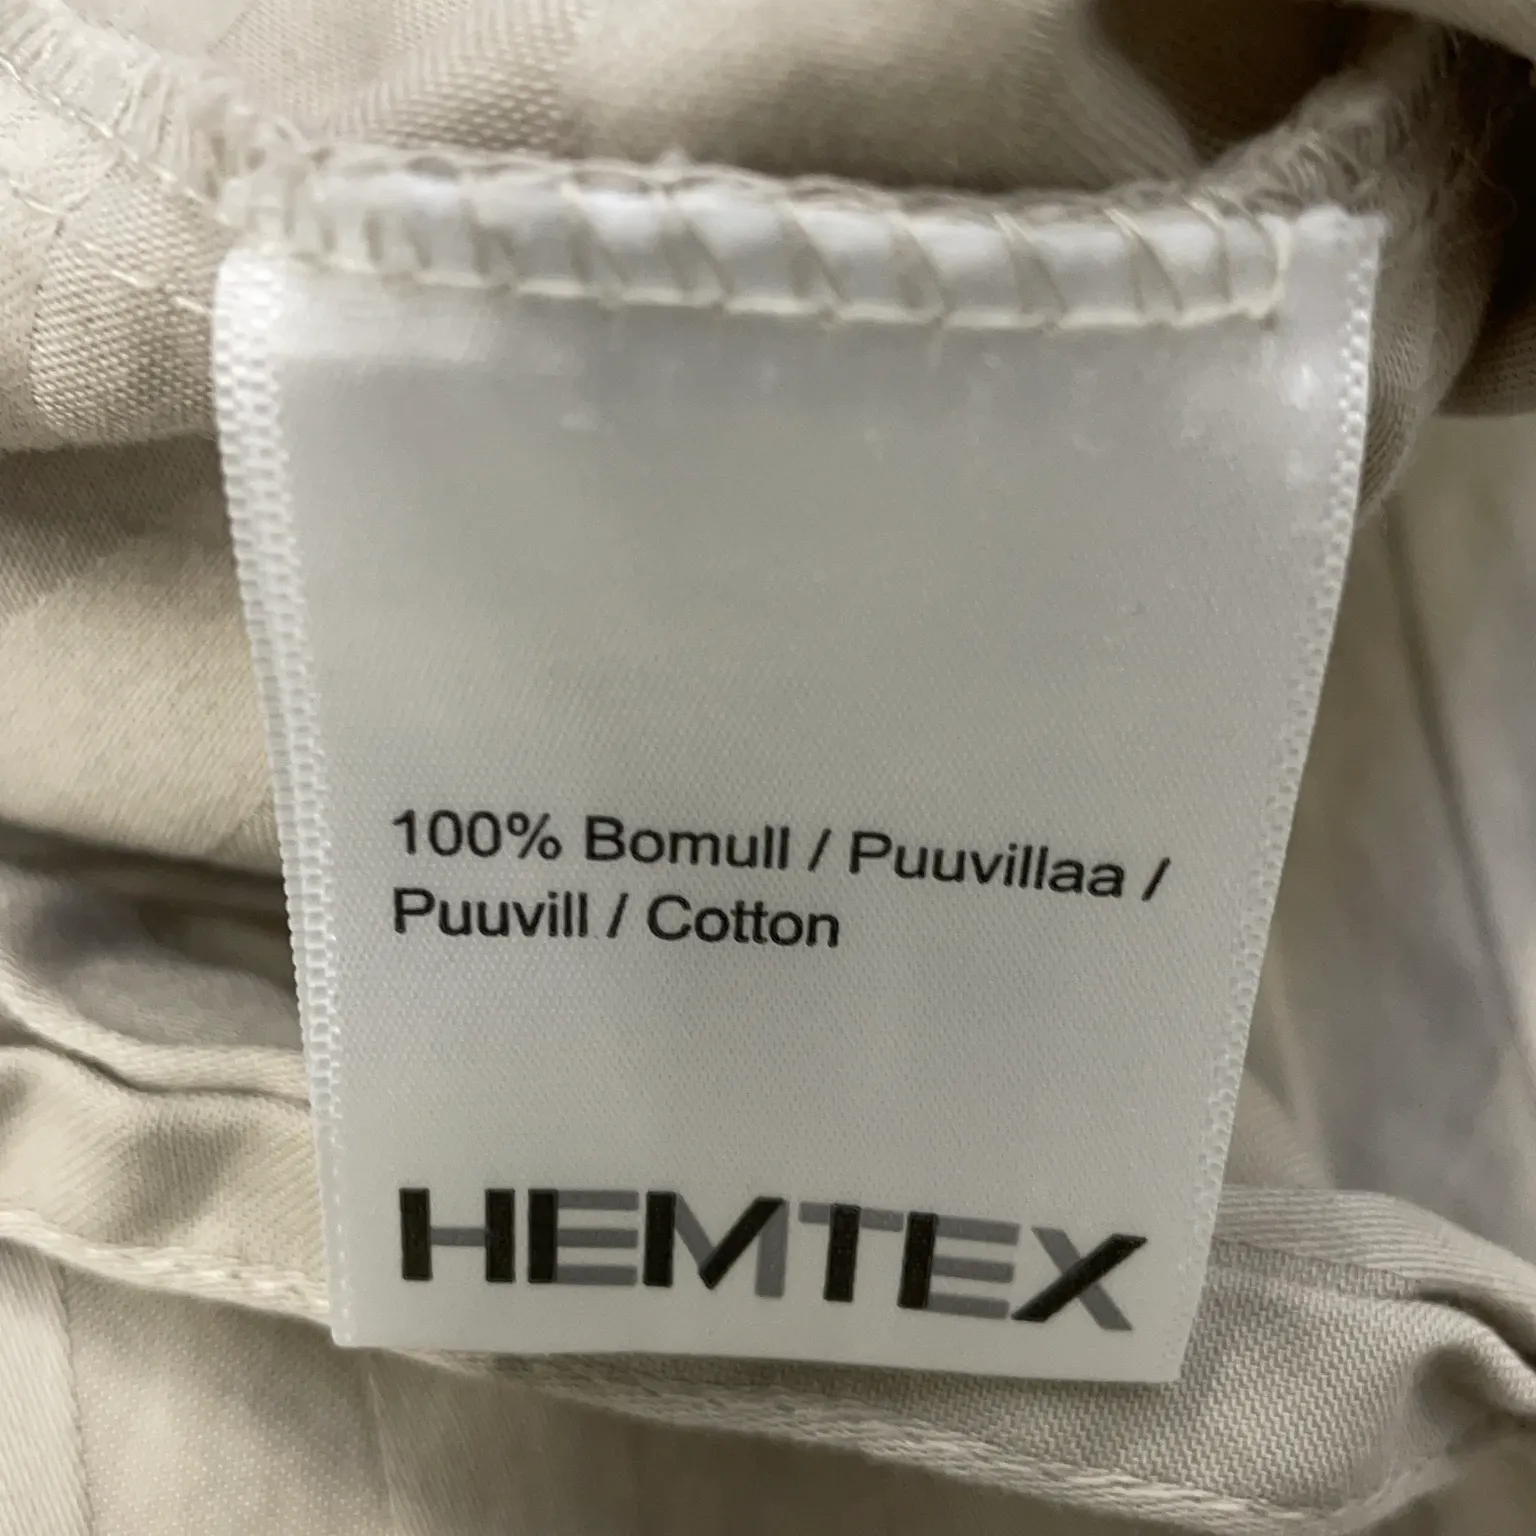 100% Bomull / Puuvillaa /
Puuvill / Cotton
HEMTEX